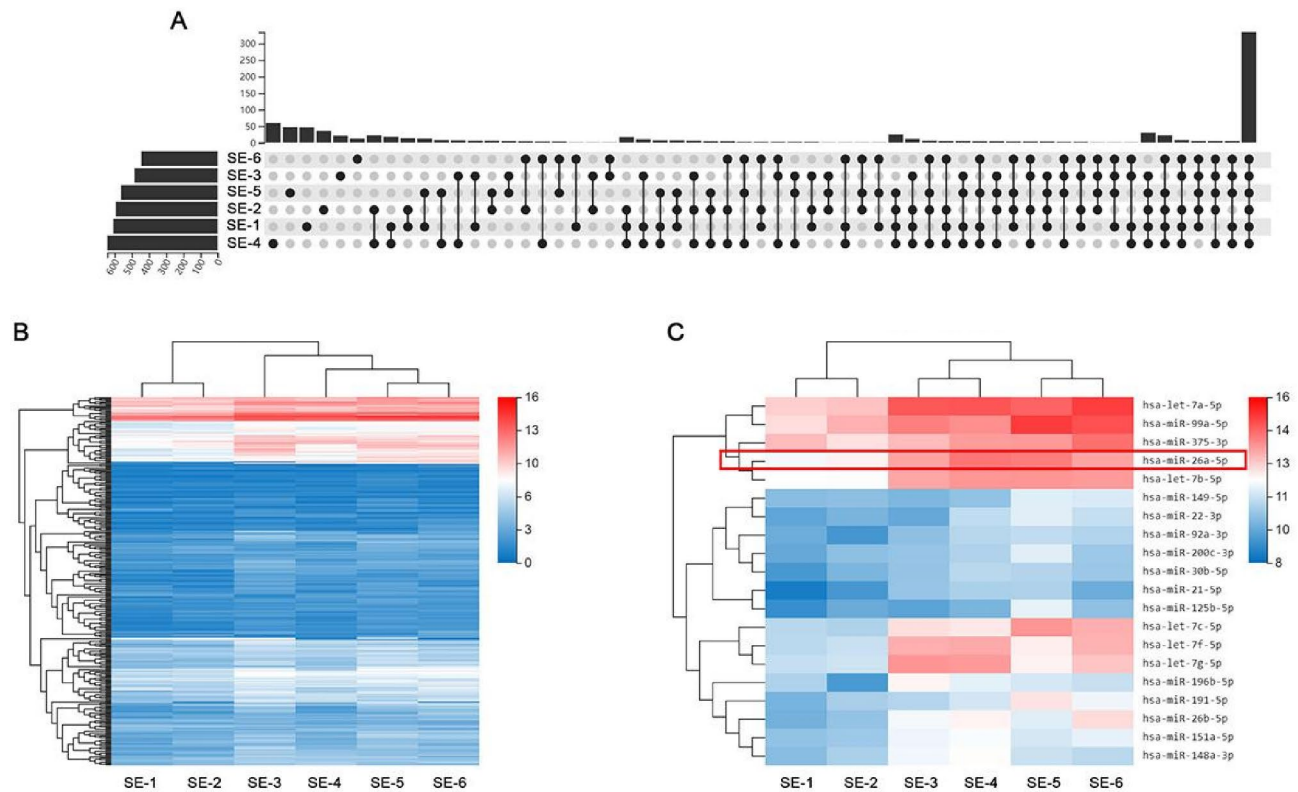 A
300
250
200
150
100
50
0
SE-6
SE-3
SE-5
SE-2
SE-1
SE-4
600 500 400 300 200 100 0
B
16
13
10
6
3
0
SE-1 SE-2 SE-3 SE-4 SE-5 SE-6
C
hsa-let-7a-5p
hsa-miR-99a-5p
hsa-miR-375-3p
hsa-miR-26a-5p
hsa-let-7b-5p
hsa-miR-149-5p
hsa-miR-22-3p
hsa-miR-92a-3p
hsa-miR-200c-3p
hsa-miR-30b-5p
hsa-miR-21-5p
hsa-miR-125b-5p
hsa-let-7c-5p
hsa-let-7f-5p
hsa-let-7g-5p
hsa-miR-196b-5p
hsa-miR-191-5p
hsa-miR-26b-5p
hsa-miR-151a-5p
hsa-miR-148a-3p
16
14
13
11
10
8
SE-1 SE-2 SE-3 SE-4 SE-5 SE-6